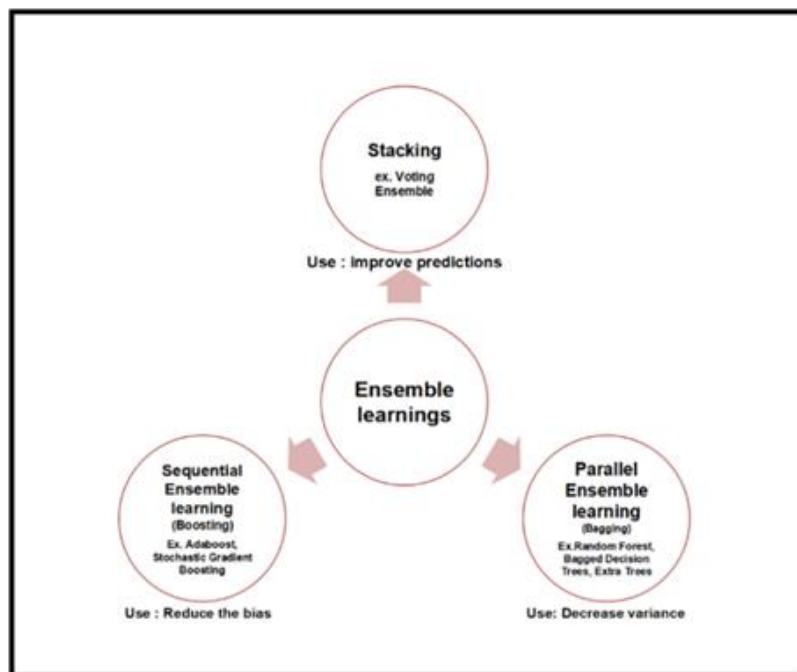 Stacking
ex. Voting
Ensemble
Use : Improve predictions
Ensemble
learnings
Sequential
Ensemble
learning
(Boosting)
Ex. Adaboost,
Stochastic Gradient
Boosting
Use : Reduce the bias
Parallel
Ensemble
learning
(Bagging)
Ex.Random Forest,
Bagged Decision
Trees, Extra Trees
Use: Decrease variance